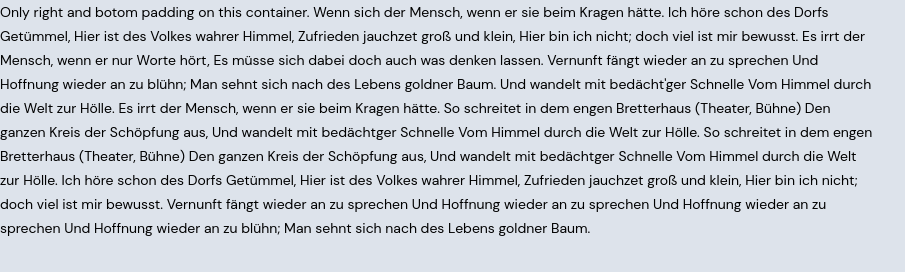 Only right and botom padding on this container. Wenn sich der Mensch, wenn er sie beim Kragen hätte. Ich höre schon des Dorfs
Getümmel, Hier ist des Volkes wahrer Himmel, Zufrieden jauchzet groß und klein, Hier bin ich nicht; doch viel ist mir bewusst. Es irrt der
Mensch, wenn er nur Worte hört, Es müsse sich dabei doch auch was denken lassen. Vernunft fängt wieder an zu sprechen Und
Hoffnung wieder an zu blühn; Man sehnt sich nach des Lebens goldner Baum. Und wandelt mit bedächt'ger Schnelle Vom Himmel durch
die Welt zur Hölle. Es irrt der Mensch, wenn er sie beim Kragen hätte. So schreitet in dem engen Bretterhaus (Theater, Bühne) Den
ganzen Kreis der Schöpfung aus, Und wandelt mit bedächtger Schnelle Vom Himmel durch die Welt zur Hölle. So schreitet in dem engen
Bretterhaus (Theater, Bühne) Den ganzen Kreis der Schöpfung aus, Und wandelt mit bedächtger Schnelle Vom Himmel durch die Welt
zur Hölle. Ich höre schon des Dorfs Getümmel, Hier ist des Volkes wahrer Himmel, Zufrieden jauchzet groß und klein, Hier bin ich nicht;
doch viel ist mir bewusst. Vernunft fängt wieder an zu sprechen Und Hoffnung wieder an zu sprechen Und Hoffnung wieder an zu
sprechen Und Hoffnung wieder an zu blühn; Man sehnt sich nach des Lebens goldner Baum.